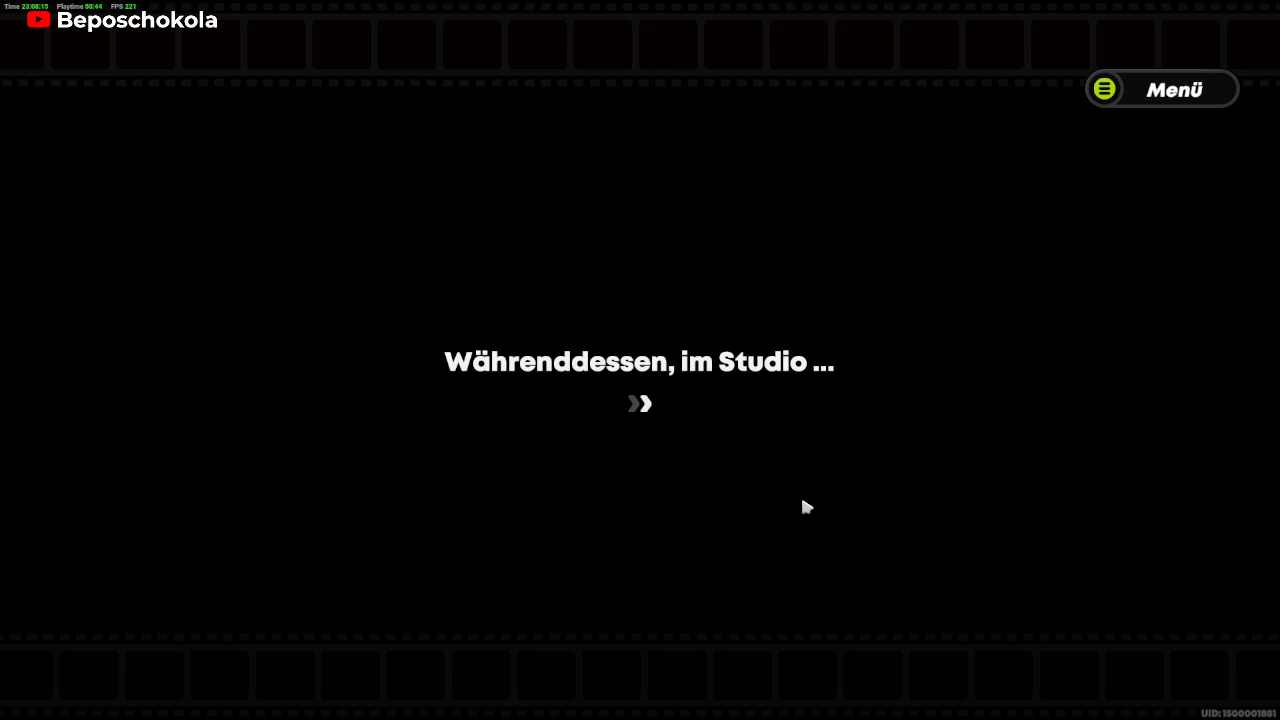 Time 23:08:15 Playtime 50:44 FPS 221
Beposchokola
Menü
Währenddessen, im Studio ...
UID: 1500001881